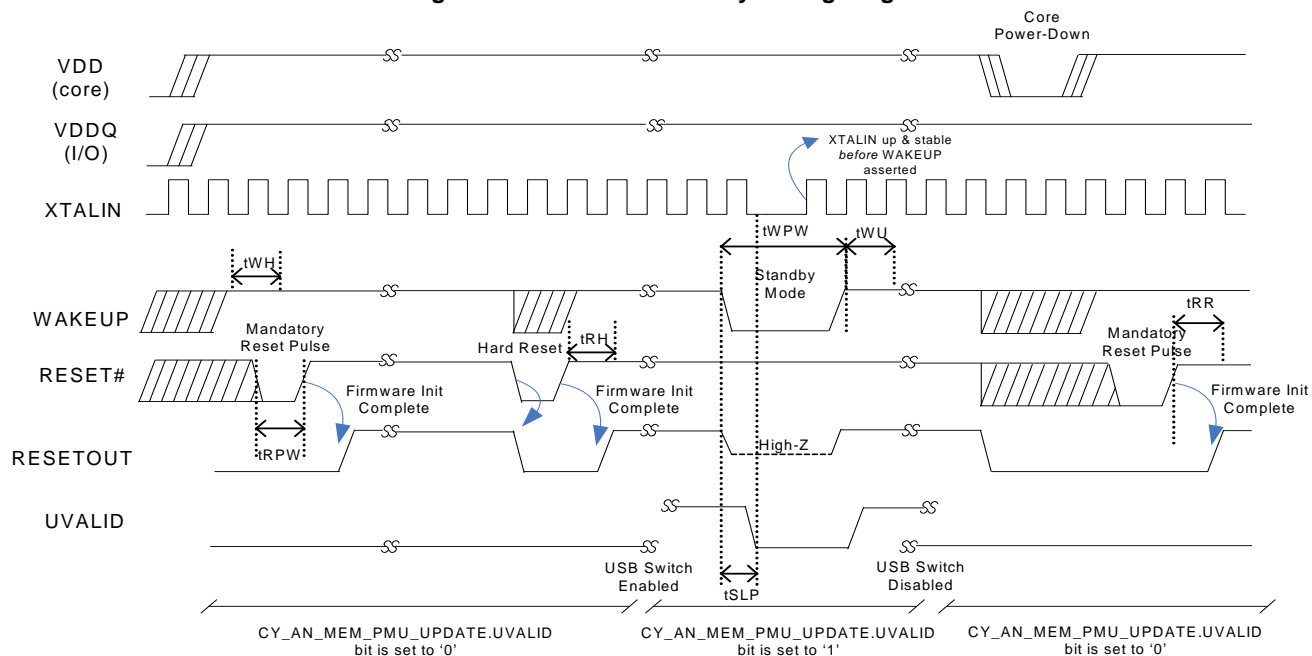 Core
Power-Down
VDD
(core)
VDDQ
(I/O)
XTALIN up & stable
before WAKEUP
asserted
XTALIN
tWPW
tWU
tWH
Standby
Mode
WAKEUP
tRR
Mandatory
Reset Pulse
Hard Reset
tRH
Mandatory
Reset Pulse
RESET#
Firmware Init
Complete
Firmware Init
Complete
Firmware Init
Complete
tRPW
High-Z
RESETOUT
UVALID
USB Switch
Enabled
USB Switch
Disabled
tSLP
CY_AN_MEM_PMU_UPDATE.UVALID
bit is set to ‘0’
CY_AN_MEM_PMU_UPDATE.UVALID
bit is set to ‘1’
CY_AN_MEM_PMU_UPDATE.UVALID
bit is set to ‘0’